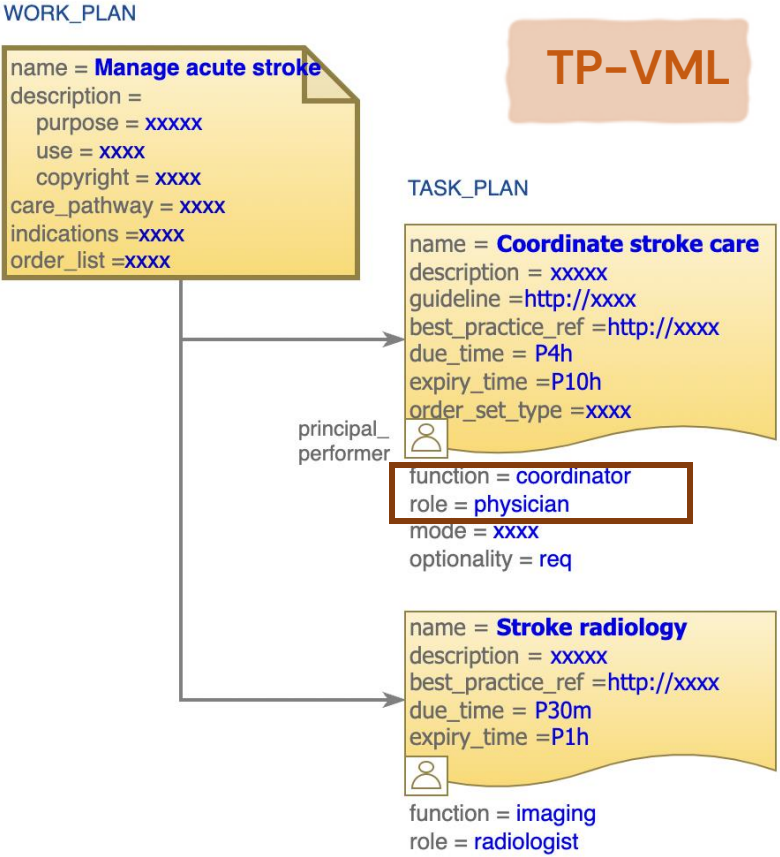 WORK_PLAN
name = Manage acute stroke
description =
purpose = xxxxx
use = xxxx
copyright = xxxx
care_pathway = xxxx
indications =xxxx
order_list =xxxx
TP-VML
TASK_PLAN
name = Coordinate stroke care
description = xxxxx
guideline =http://xxxx
best_practice_ref =http://xxxx
due_time = P4h
expiry_time =P10h
order_set_type =xxxx
principal_
performer
function = coordinator
role = physician
mode = xxxx
optionality = req
name = Stroke radiology
description = xxxxx
best_practice_ref =http://xxxx
due_time = P30m
expiry_time =P1h
function = imaging
role = radiologist